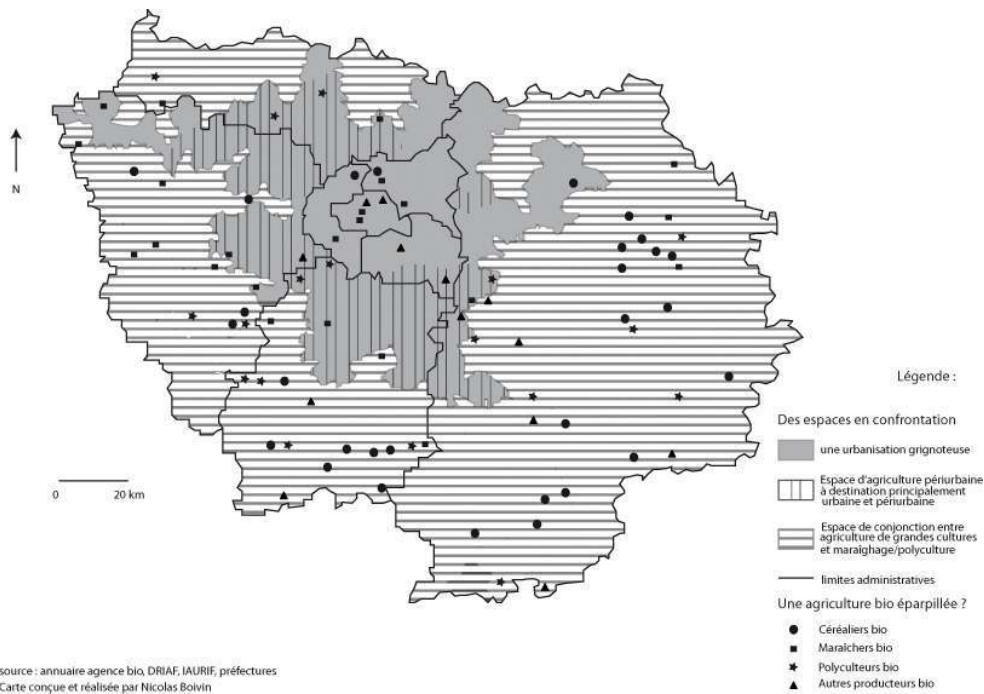 N
0 20 km
Légende :
Des espaces en confrontation
une urbanisation grignoteuse
Espace d'agriculture périurbaine
à destination principalement
urbaine et périurbaine
Espace de conjonction entre
agriculture de grandes cultures
et maraîghage/polyculture
limites administratives
Une agriculture bio éparpillée ?
Céréaliers bio
Maraîchers bio
Polyculteurs bio
Autres producteurs bio
source : annuaire agence bio, DRIAF, IAURIF, préfectures
Carte conçue et réalisée par Nicolas Boivin